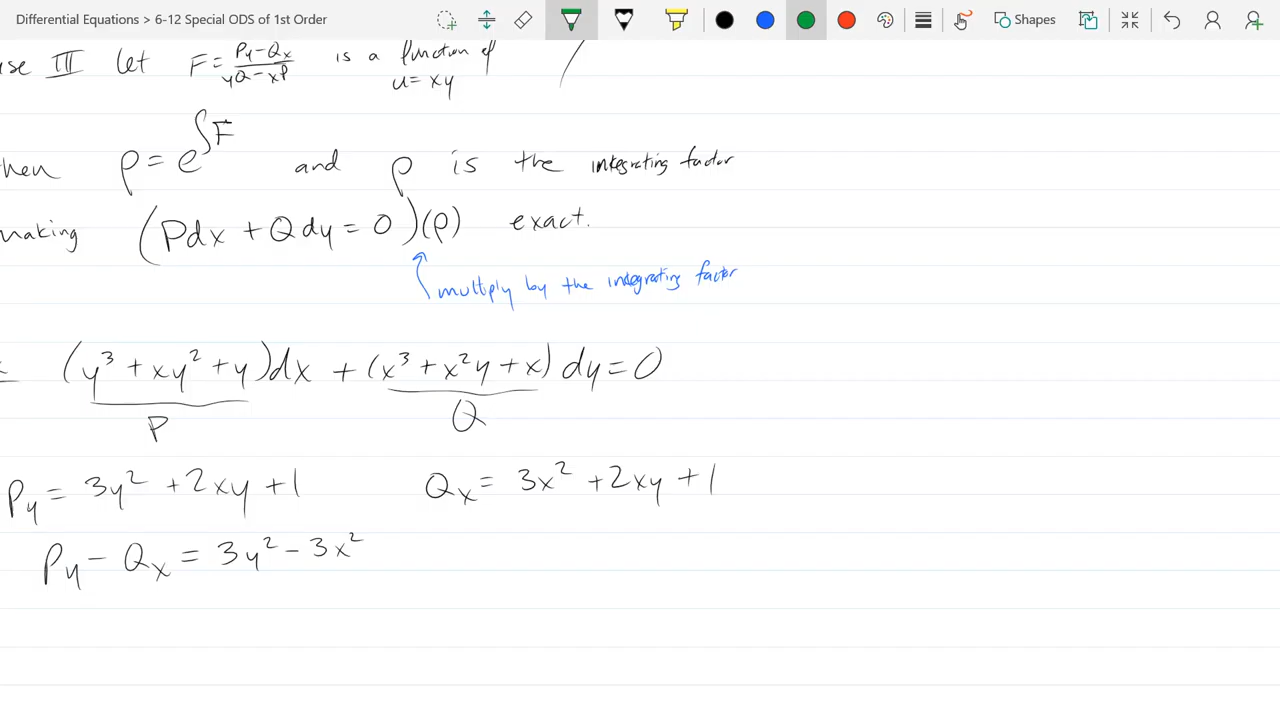 Differential Equations > 6-12 Special ODS of 1st Order
Shapes
se III let F = (Py-Qx)/(yQ-xP) is a function of
u = xy
hen ρ = e^∫F and ρ is the integrating factor
making (Pdx + Qdy = 0)(ρ) exact.
multiply by the integrating factor
(y³ + xy² + y)dx + (x³ + x²y + x) dy = 0
P Q
Py = 3y² + 2xy + 1 Qx = 3x² + 2xy + 1
Py - Qx = 3y² - 3x²